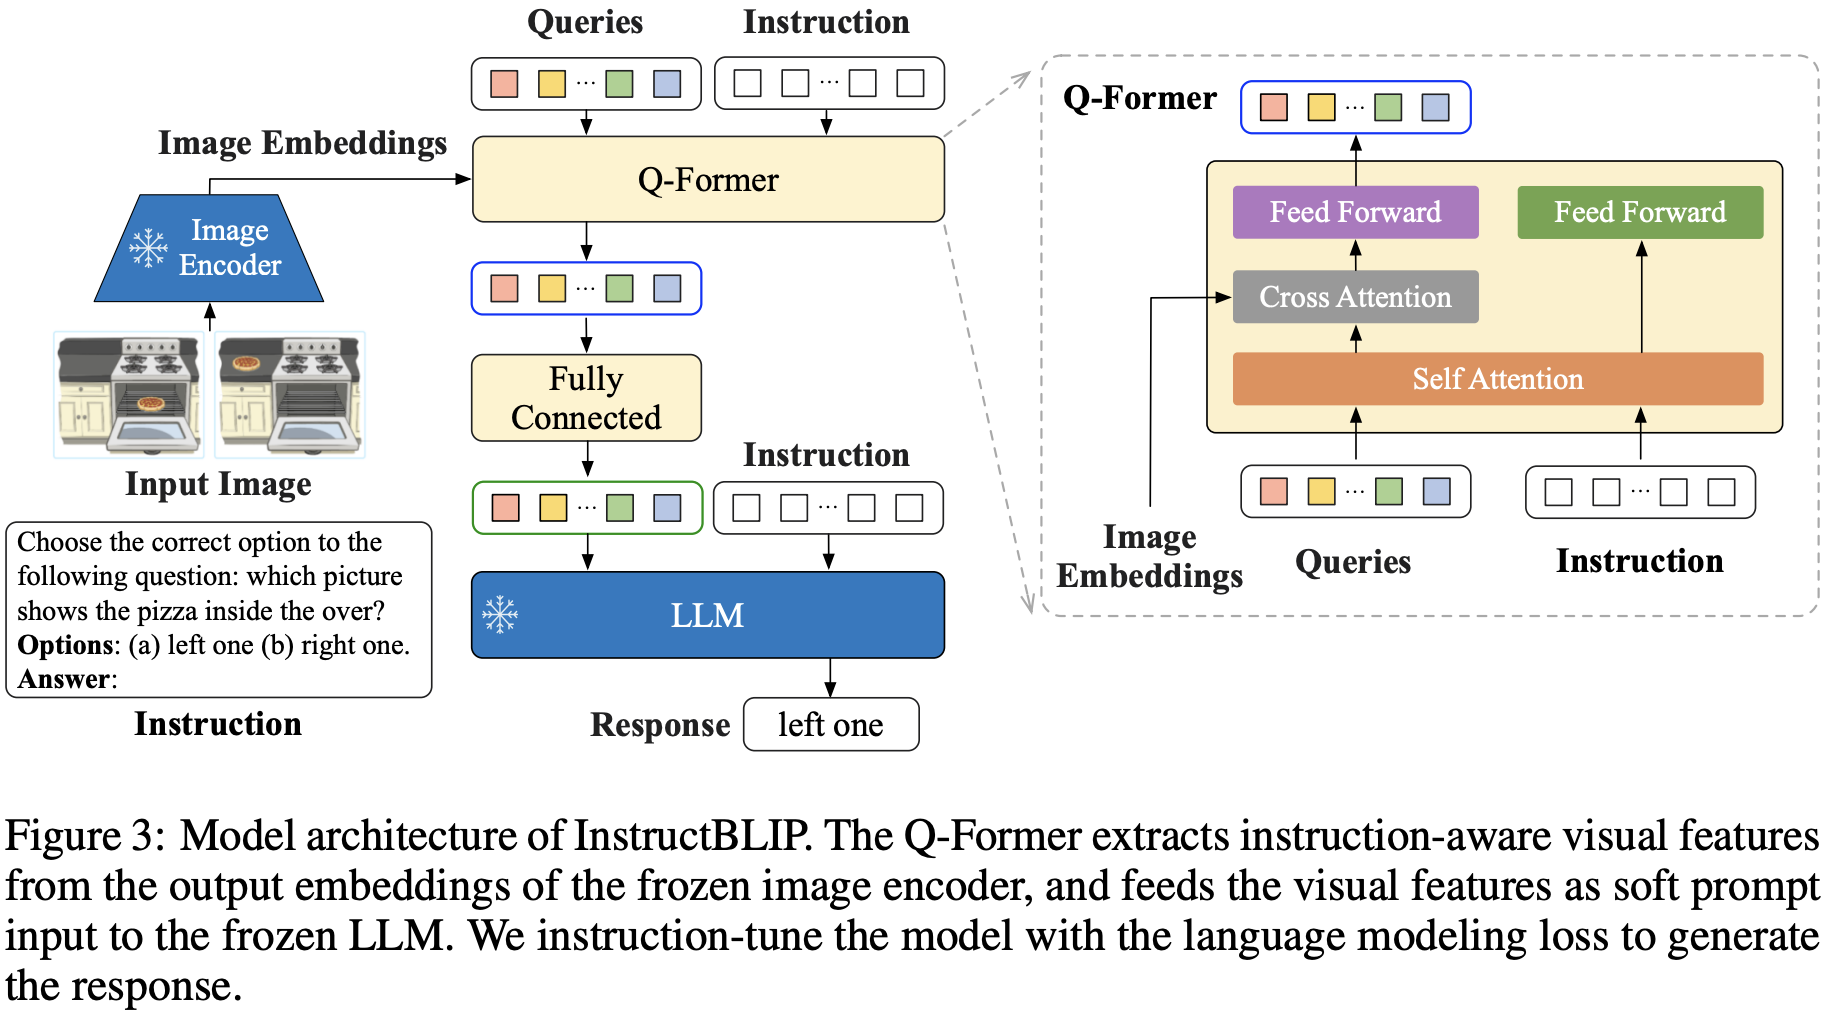 Queries
Instruction
Image Embeddings
Q-Former
Image
Encoder
Input Image
Fully
Connected
Instruction
Choose the correct option to the
following question: which picture
shows the pizza inside the over?
Options: (a) left one (b) right one.
Answer:
Instruction
LLM
Response
left one
Q-Former
Feed Forward
Feed Forward
Cross Attention
Self Attention
Image
Embeddings
Queries
Instruction
Figure 3: Model architecture of InstructBLIP. The Q-Former extracts instruction-aware visual features
from the output embeddings of the frozen image encoder, and feeds the visual features as soft prompt
input to the frozen LLM. We instruction-tune the model with the language modeling loss to generate
the response.